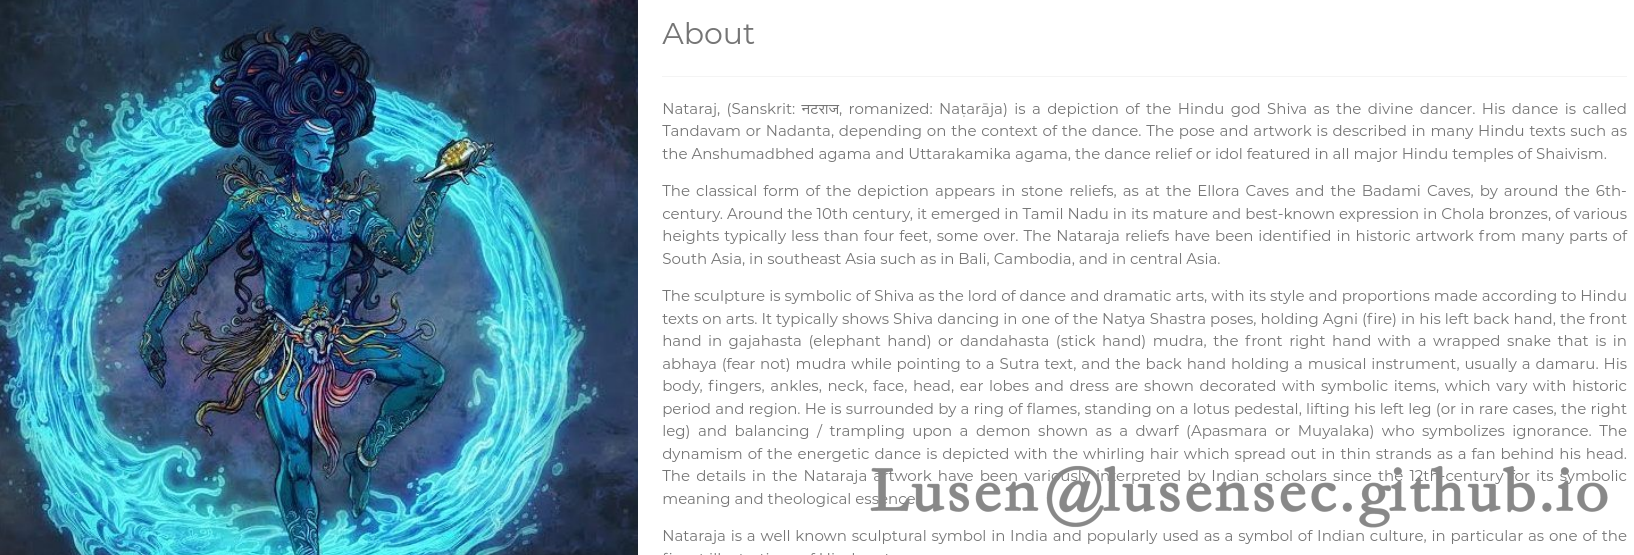 About
Nataraj, (Sanskrit: नटराज, romanized: Naṭarāja) is a depiction of the Hindu god Shiva as the divine dancer. His dance is called
Tandavam or Nadanta, depending on the context of the dance. The pose and artwork is described in many Hindu texts such as
the Anshumadbhed agama and Uttarakamika agama, the dance relief or idol featured in all major Hindu temples of Shaivism.
The classical form of the depiction appears in stone reliefs, as at the Ellora Caves and the Badami Caves, by around the 6th-
century. Around the 10th century, it emerged in Tamil Nadu in its mature and best-known expression in Chola bronzes, of various
heights typically less than four feet, some over. The Nataraja reliefs have been identified in historic artwork from many parts of
South Asia, in southeast Asia such as in Bali, Cambodia, and in central Asia.
The sculpture is symbolic of Shiva as the lord of dance and dramatic arts, with its style and proportions made according to Hindu
texts on arts. It typically shows Shiva dancing in one of the Natya Shastra poses, holding Agni (fire) in his left back hand, the front
hand in gajahasta (elephant hand) or dandahasta (stick hand) mudra, the front right hand with a wrapped snake that is in
abhaya (fear not) mudra while pointing to a Sutra text, and the back hand holding a musical instrument, usually a damaru. His
body, fingers, ankles, neck, face, head, ear lobes and dress are shown decorated with symbolic items, which vary with historic
period and region. He is surrounded by a ring of flames, standing on a lotus pedestal, lifting his left leg (or in rare cases, the right
leg) and balancing / trampling upon a demon shown as a dwarf (Apasmara or Muyalaka) who symbolizes ignorance. The
dynamism of the energetic dance is depicted with the whirling hair which spread out in thin strands as a fan behind his head.
The details in the Nataraja artwork have been variously interpreted by Indian scholars since the 12th-century for its symbolic
meaning and theological essence.
Lusen@lusensec.github.io
Nataraja is a well known sculptural symbol in India and popularly used as a symbol of Indian culture, in particular as one of the